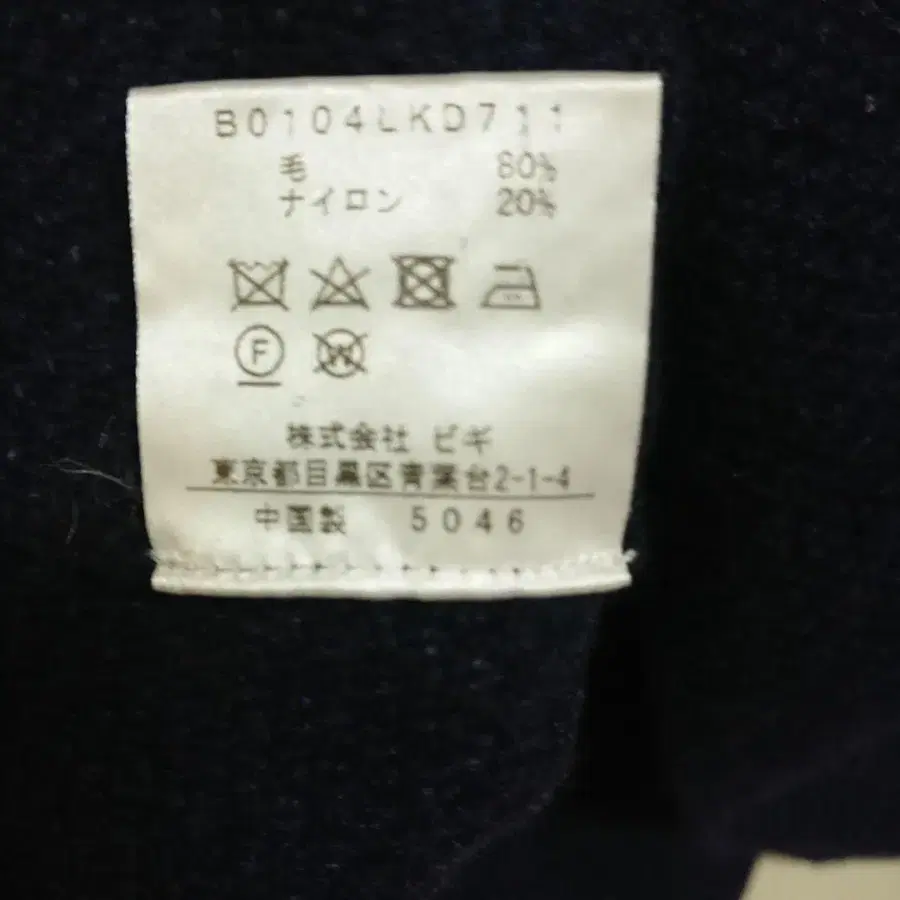 B0104LKD711
毛 80%
ナイロン 20%
F W
株式会社 ビギ
東京都目黒区青葉台2-1-4
中国製 5046